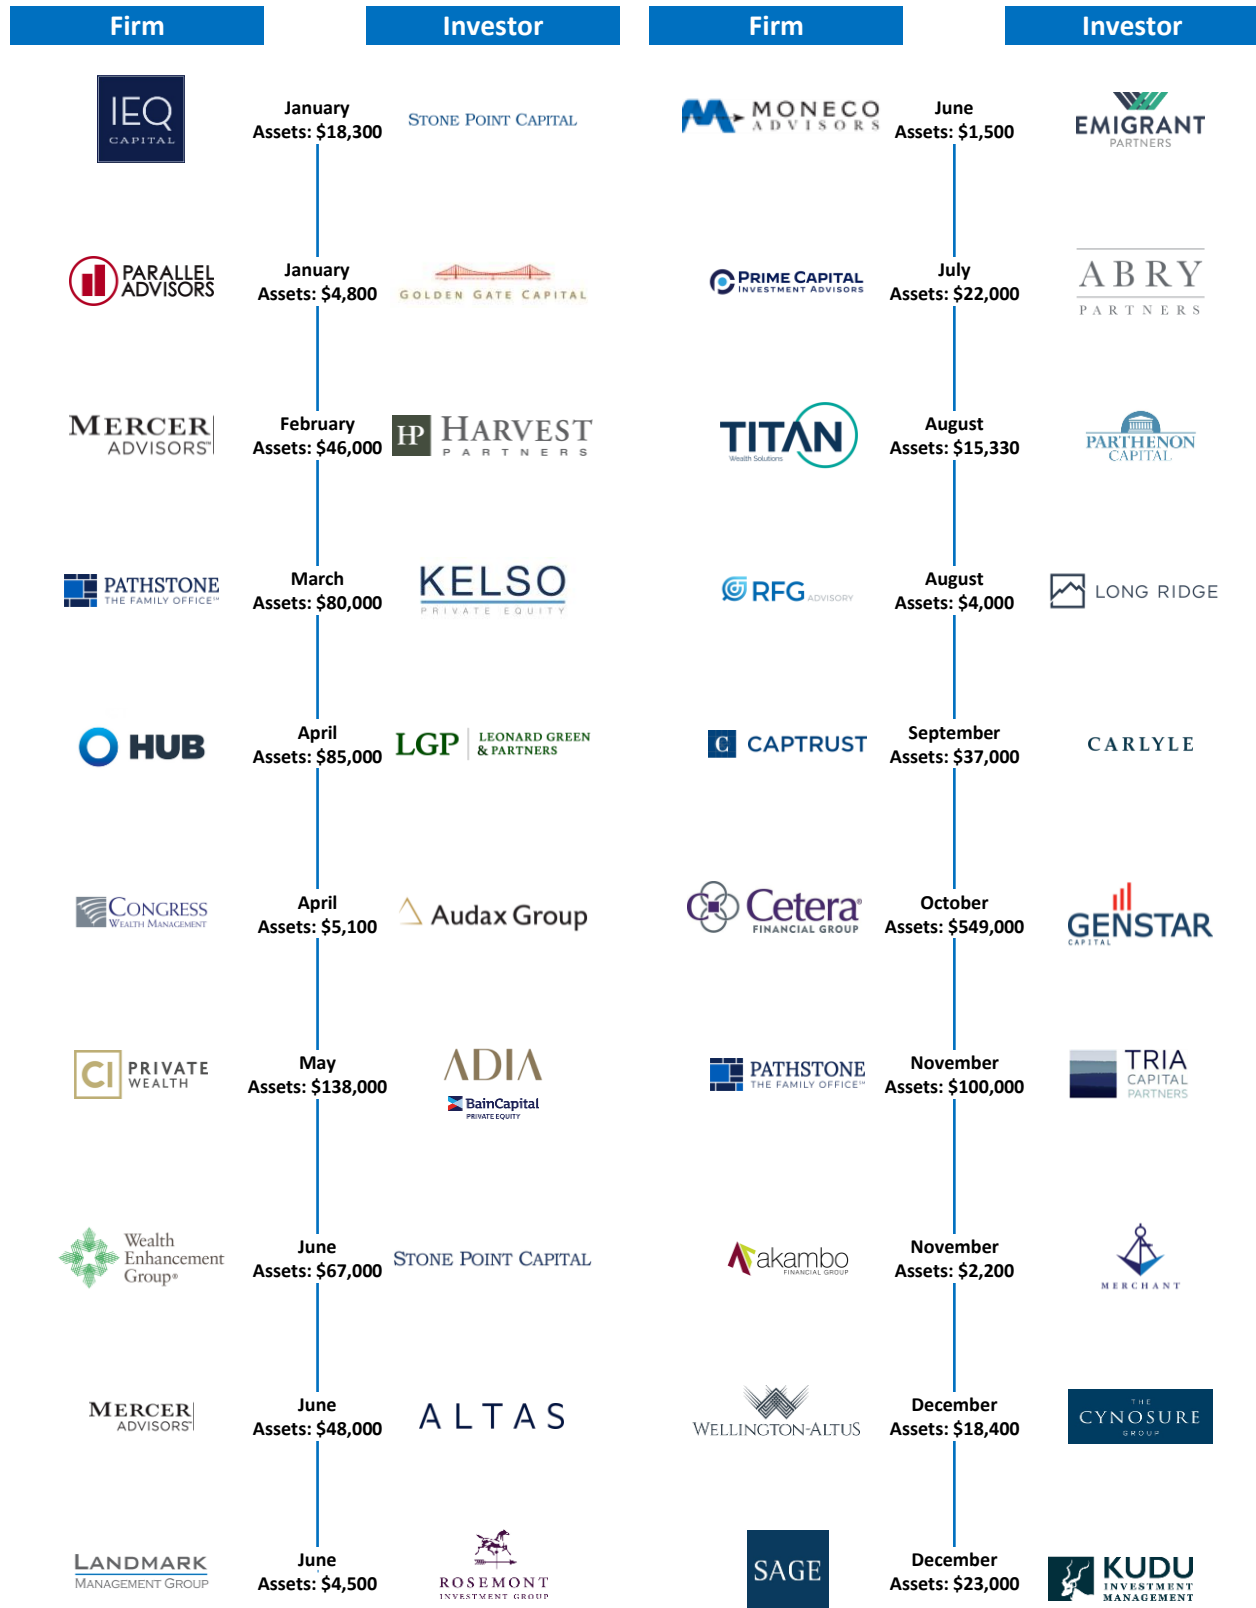 Firm
Investor
IEQ
CAPITAL
January
Assets: $18,300
STONE POINT CAPITAL
PARALLEL
ADVISORS
January
Assets: $4,800
GOLDEN GATE CAPITAL
MERCER
ADVISORS™
February
Assets: $46,000
HP
HARVEST
PARTNERS
PATHSTONE
THE FAMILY OFFICE℠
March
Assets: $80,000
KELSO
PRIVATE EQUITY
HUB
April
Assets: $85,000
LGP
LEONARD GREEN
& PARTNERS
CONGRESS
WEALTH MANAGEMENT
April
Assets: $5,100
Audax Group
CI
PRIVATE
WEALTH
May
Assets: $138,000
ADIA
BainCapital
PRIVATE EQUITY
Wealth
Enhancement
Group®
June
Assets: $67,000
STONE POINT CAPITAL
MERCER
ADVISORS™
June
Assets: $48,000
ALTAS
LANDMARK
MANAGEMENT GROUP
June
Assets: $4,500
ROSEMONT
INVESTMENT GROUP
Firm
Investor
MONECO
ADVISORS
June
Assets: $1,500
EMIGRANT
PARTNERS
PRIME CAPITAL
INVESTMENT ADVISORS
July
Assets: $22,000
ABRY
PARTNERS
TITAN
Wealth Solutions
August
Assets: $15,330
PARTHENON
CAPITAL
RFG ADVISORY
August
Assets: $4,000
LONG RIDGE
C
CAPTRUST
September
Assets: $37,000
CARLYLE
Cetera®
FINANCIAL GROUP
October
Assets: $549,000
GENSTAR
CAPITAL
PATHSTONE
THE FAMILY OFFICE℠
November
Assets: $100,000
TRIA
CAPITAL
PARTNERS
akambo
FINANCIAL GROUP
November
Assets: $2,200
MERCHANT
WELLINGTON-ALTUS
December
Assets: $18,400
THE
CYNOSURE
GROUP
SAGE
December
Assets: $23,000
KUDU
INVESTMENT
MANAGEMENT